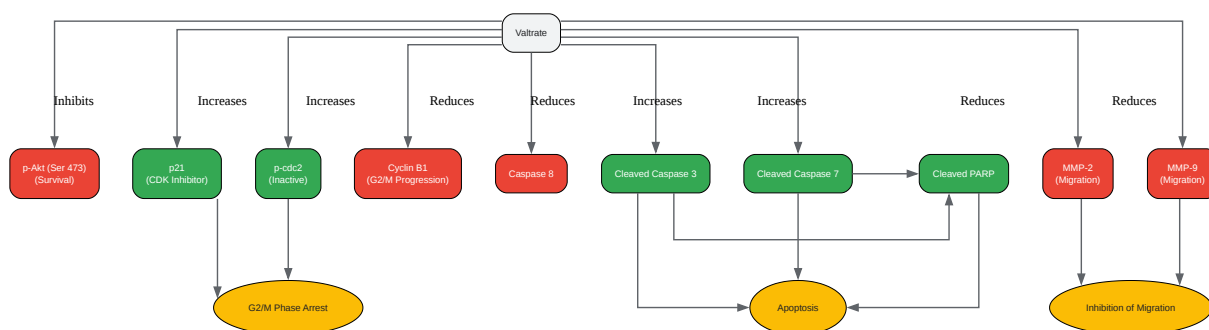 Valtrate
Inhibits
Increases
Increases
Reduces
Reduces
Increases
Increases
Reduces
Reduces
p-Akt (Ser 473)
(Survival)
p21
(CDK Inhibitor)
p-cdc2
(Inactive)
Cyclin B1
(G2/M Progression)
Caspase 8
Cleaved Caspase 3
Cleaved Caspase 7
Cleaved PARP
MMP-2
(Migration)
MMP-9
(Migration)
G2/M Phase Arrest
Apoptosis
Inhibition of Migration